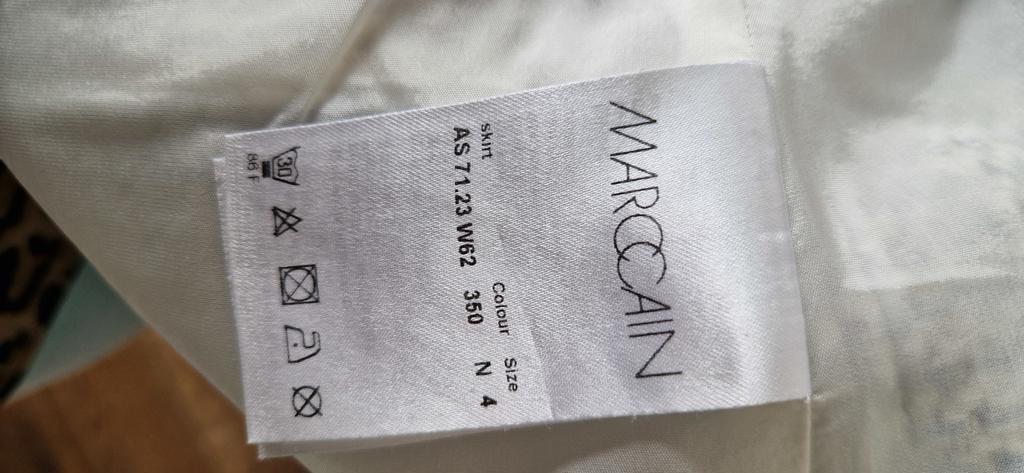 MARCCAIN
Colour Size
skirt
AS 71.23 W62 350 N 4
30
86 F